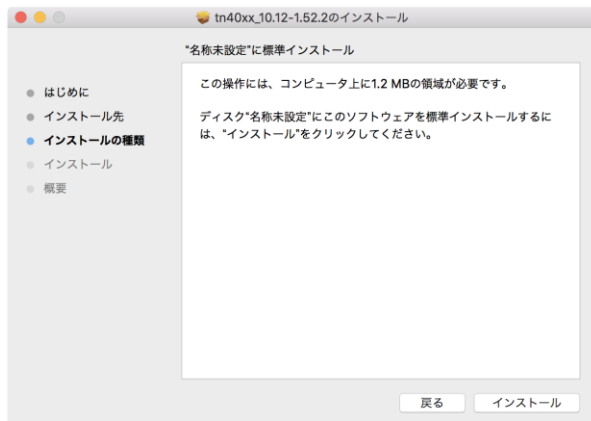 tn40xx_10.12-1.52.2のインストール
"名称未設定"に標準インストール
はじめに
インストール先
インストールの種類
インストール
概要
この操作には、コンピュータ上に1.2 MBの領域が必要です。
ディスク"名称未設定"にこのソフトウェアを標準インストールするに
は、"インストール"をクリックしてください。
戻る
インストール